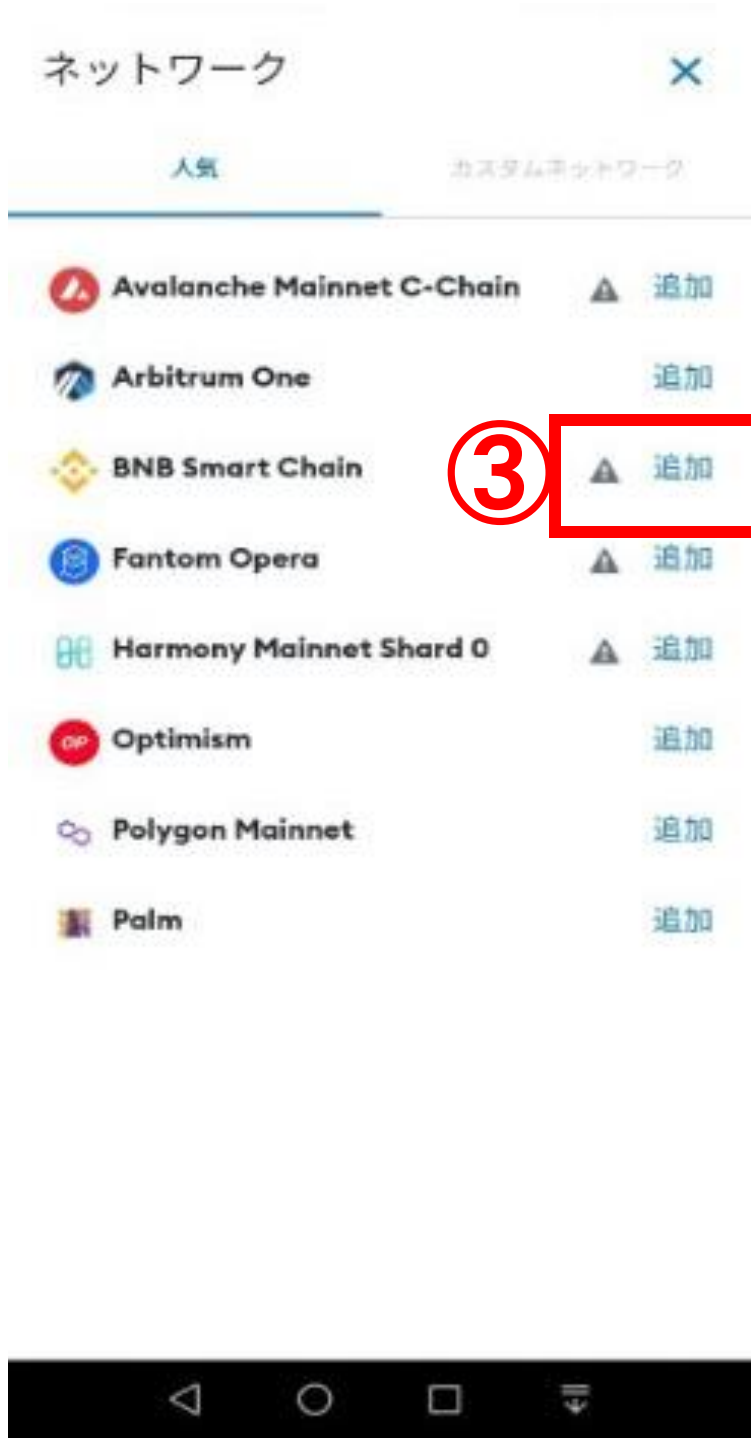 ネットワーク
人気
カスタムネットワーク
Avalanche Mainnet C-Chain 追加
Arbitrum One 追加
BNB Smart Chain ③ 追加
Fantom Opera 追加
Harmony Mainnet Shard 0 追加
OP Optimism 追加
Polygon Mainnet 追加
Palm 追加